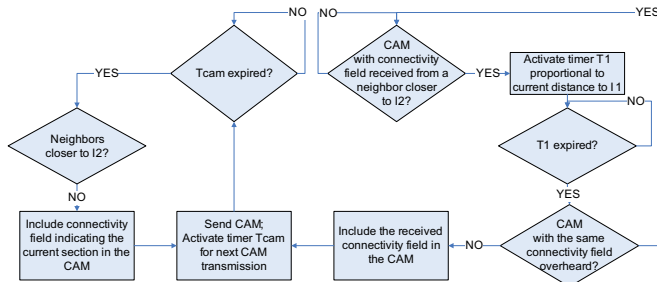 NO
NO
YES
Tcam expired?
CAM
with connectivity
field received from a
neighbor closer
to I2?
YES
YES
Activate timer T1
proportional to
current distance to I1
NO
Neighbors
closer to I2?
T1 expired?
NO
YES
Include connectivity
field indicating the
current section in the
CAM
Send CAM;
Activate timer Tcam
for next CAM
transmission
Include the received
connectivity field in
the CAM
NO
CAM
with the same
connectivity field
overheard?